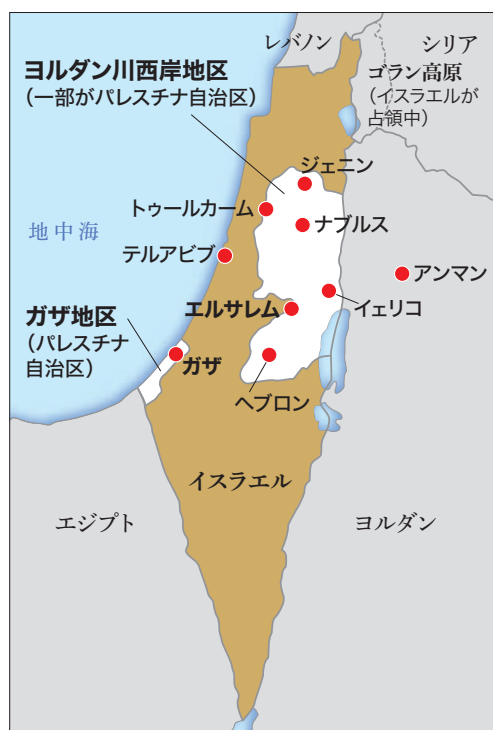 レバノン
シリア
ヨルダン川西岸地区
(一部がパレスチナ自治区)
ゴラン高原
(イスラエルが
占領中)
ジェニン
トゥールカーム
ナブルス
地中海
テルアビブ
アンマン
エルサレム
イェリコ
ガザ地区
(パレスチナ
自治区)
ガザ
ヘブロン
イスラエル
エジプト
ヨルダン